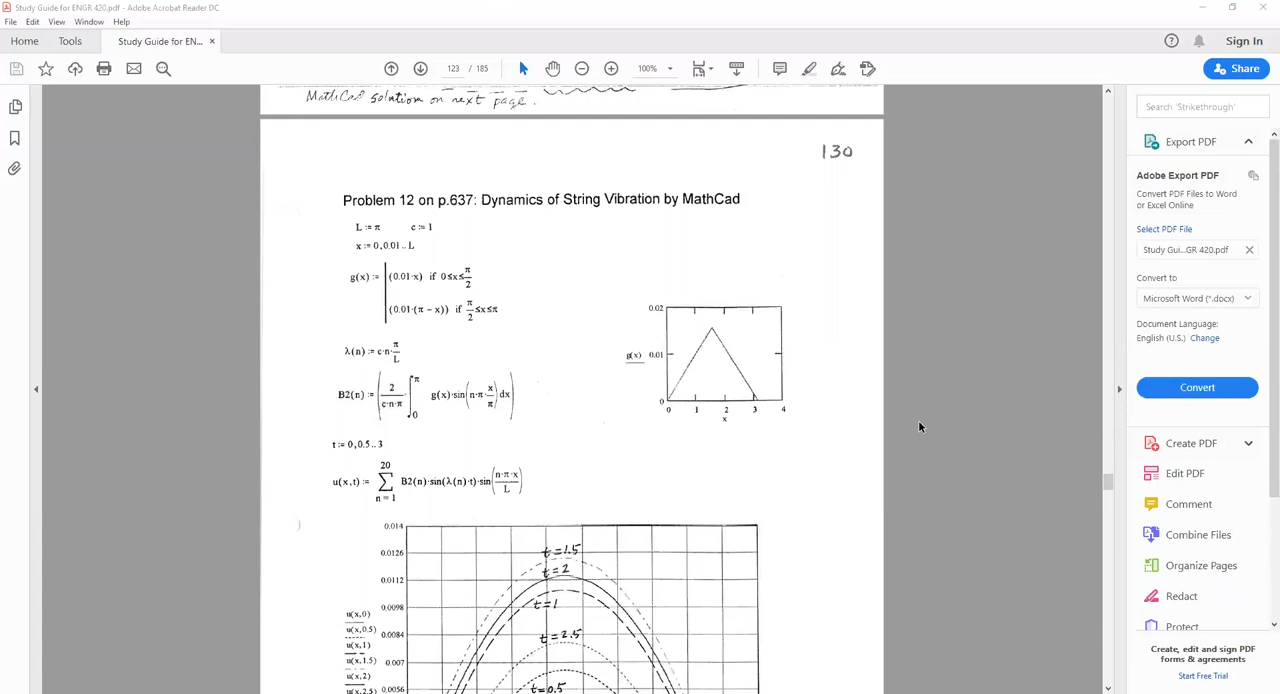 Study Guide for ENGR 420.pdf - Adobe Acrobat Reader DC
File Edit View Window Help
Home Tools Study Guide for EN... × Sign In
123 / 185 100% Share
MathCad solution on next page.
130
Problem 12 on p.637: Dynamics of String Vibration by MathCad
L := π c := 1
x := 0,0.01..L
g(x) := | (0.01·x) if 0≤x≤π/2
(0.01·(π − x)) if π/2≤x≤π
λ(n) := c·n·π/L
B2(n) := (2/(c·n·π) ∫₀^π g(x)·sin(n·π·x/π) dx)
t := 0,0.5..3
u(x,t) := ∑_{n = 1}^{20} B2(n)·sin(λ(n)·t)·sin(n·π·x/L)
0.02
g(x) 0.01
0
0 1 2 3 4
x
0.014
0.0126
0.0112
0.0098
0.0084
0.007
0.0056
t=1.5
t=2
t=1
t=2.5
t=0.5
u(x,0)
u(x,0.5)
u(x,1)
u(x,1.5)
u(x,2)
u(x,2.5)
Search 'Strikethrough'
Export PDF
Adobe Export PDF
Convert PDF Files to Word
or Excel Online
Select PDF File
Study Gui...GR 420.pdf
Convert to
Microsoft Word (*.docx)
Document Language:
English (U.S.) Change
Convert
Create PDF
Edit PDF
Comment
Combine Files
Organize Pages
Redact
Protect
Create, edit and sign PDF
forms & agreements
Start Free Trial